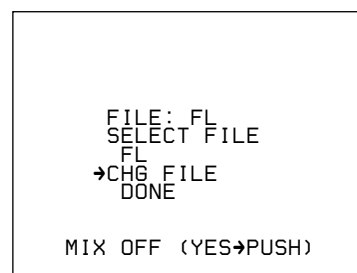 FILE: FL
SELECT FILE
FL
→CHG FILE
DONE
MIX OFF (YES→PUSH)